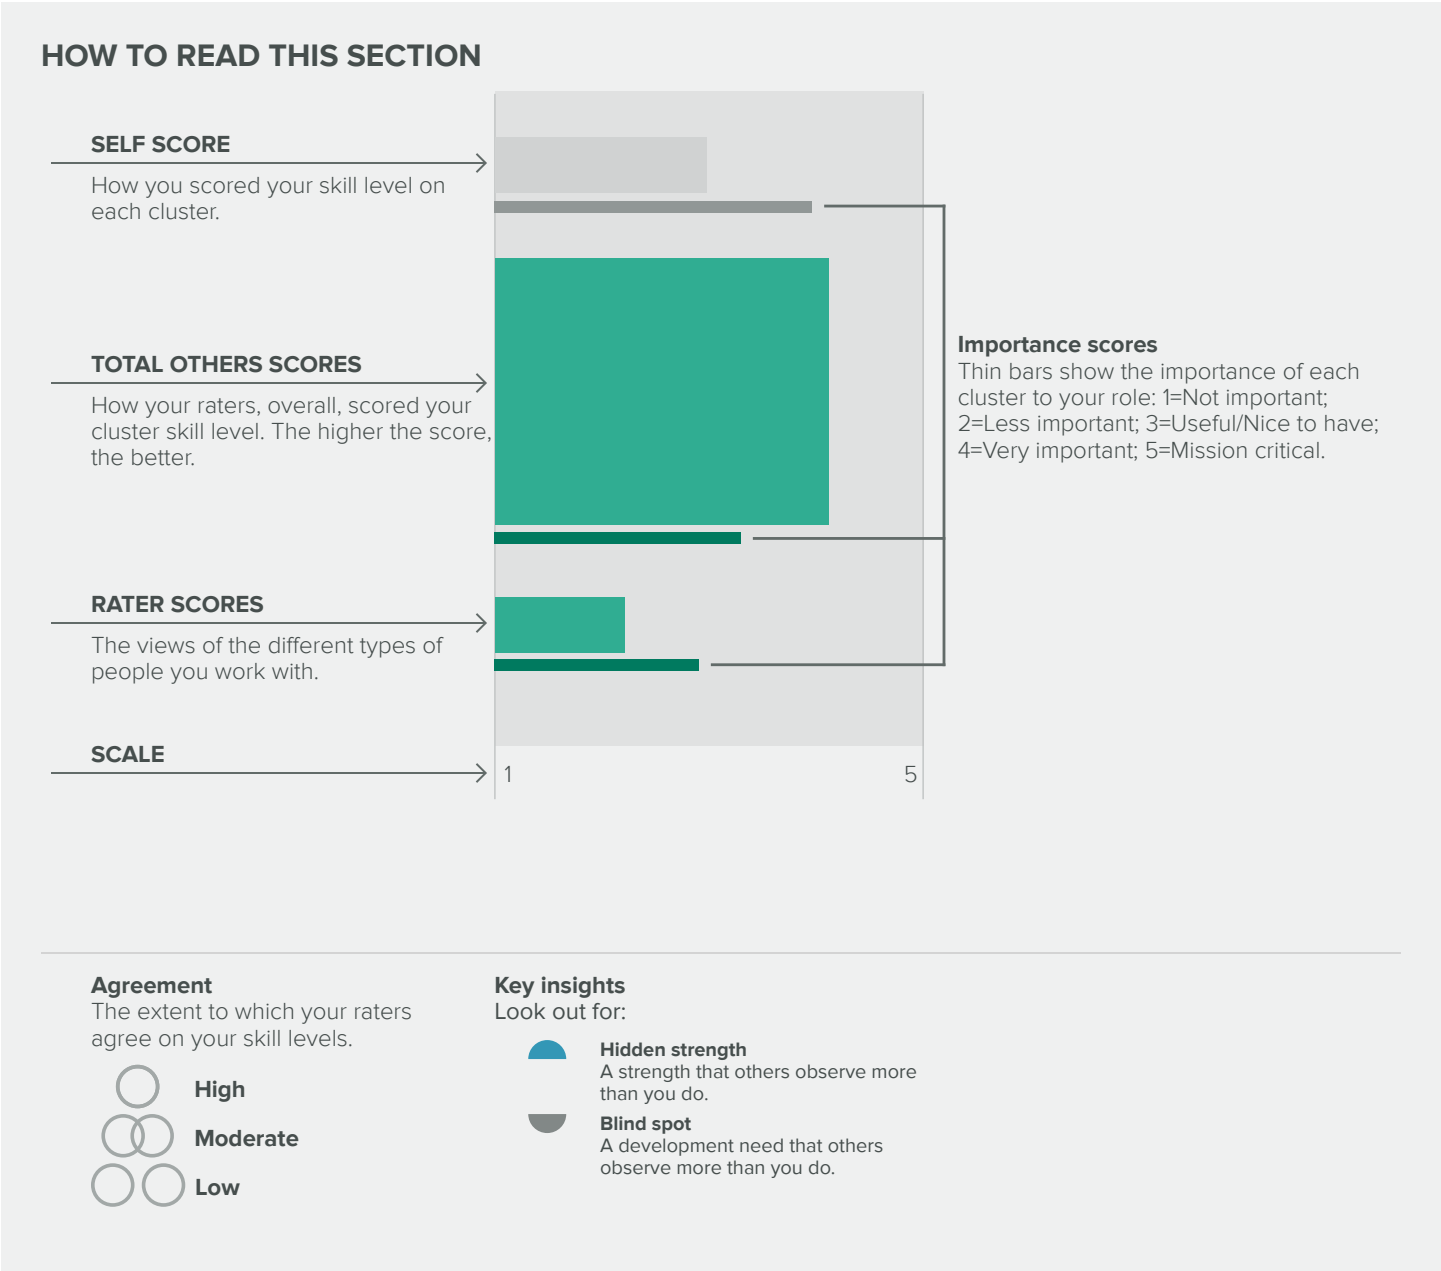 HOW TO READ THIS SECTION
SELF SCORE
How you scored your skill level on
each cluster.
TOTAL OTHERS SCORES
How your raters, overall, scored your
cluster skill level. The higher the score,
the better.
Importance scores
Thin bars show the importance of each
cluster to your role: 1=Not important;
2=Less important; 3=Useful/Nice to have;
4=Very important; 5=Mission critical.
RATER SCORES
The views of the different types of
people you work with.
SCALE
1
5
Agreement
The extent to which your raters
agree on your skill levels.
High
Moderate
Low
Key insights
Look out for:
Hidden strength
A strength that others observe more
than you do.
Blind spot
A development need that others
observe more than you do.